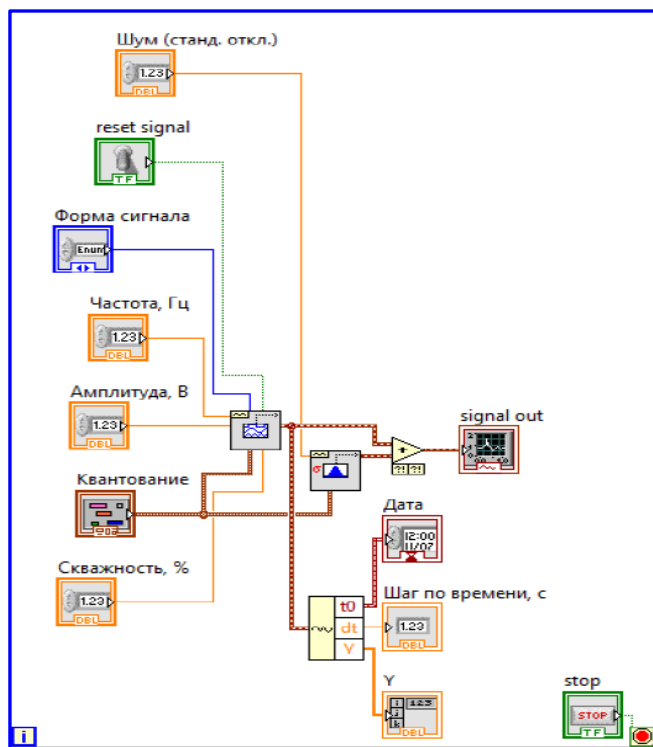 Шум (станд. откл.)
1.23
DBL
reset signal
TF
Форма сигнала
Enum
Частота, Гц
1.23
DBL
Амплитуда, В
1.23
DBL
signal out
σ
?! ?!
Квантование
Дата
12:00
11/07
Скважность, %
1.23
DBL
t0
dt
Y
Шаг по времени, с
1.23
DBL
Y
i
j
k
123
DBL
stop
STOP
TF
i